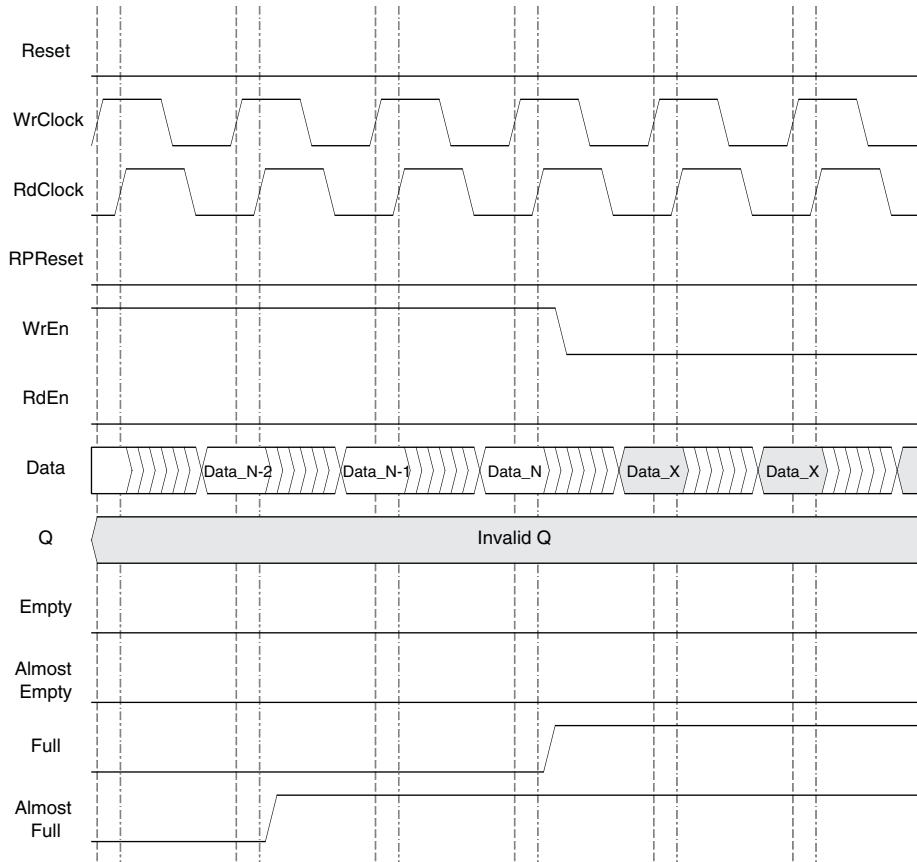 Reset
WrClock
RdClock
RPReset
WrEn
RdEn
Data
Data_N-2
Data_N-1
Data_N
Data_X
Data_X
Q
Invalid Q
Empty
Almost
Empty
Full
Almost
Full